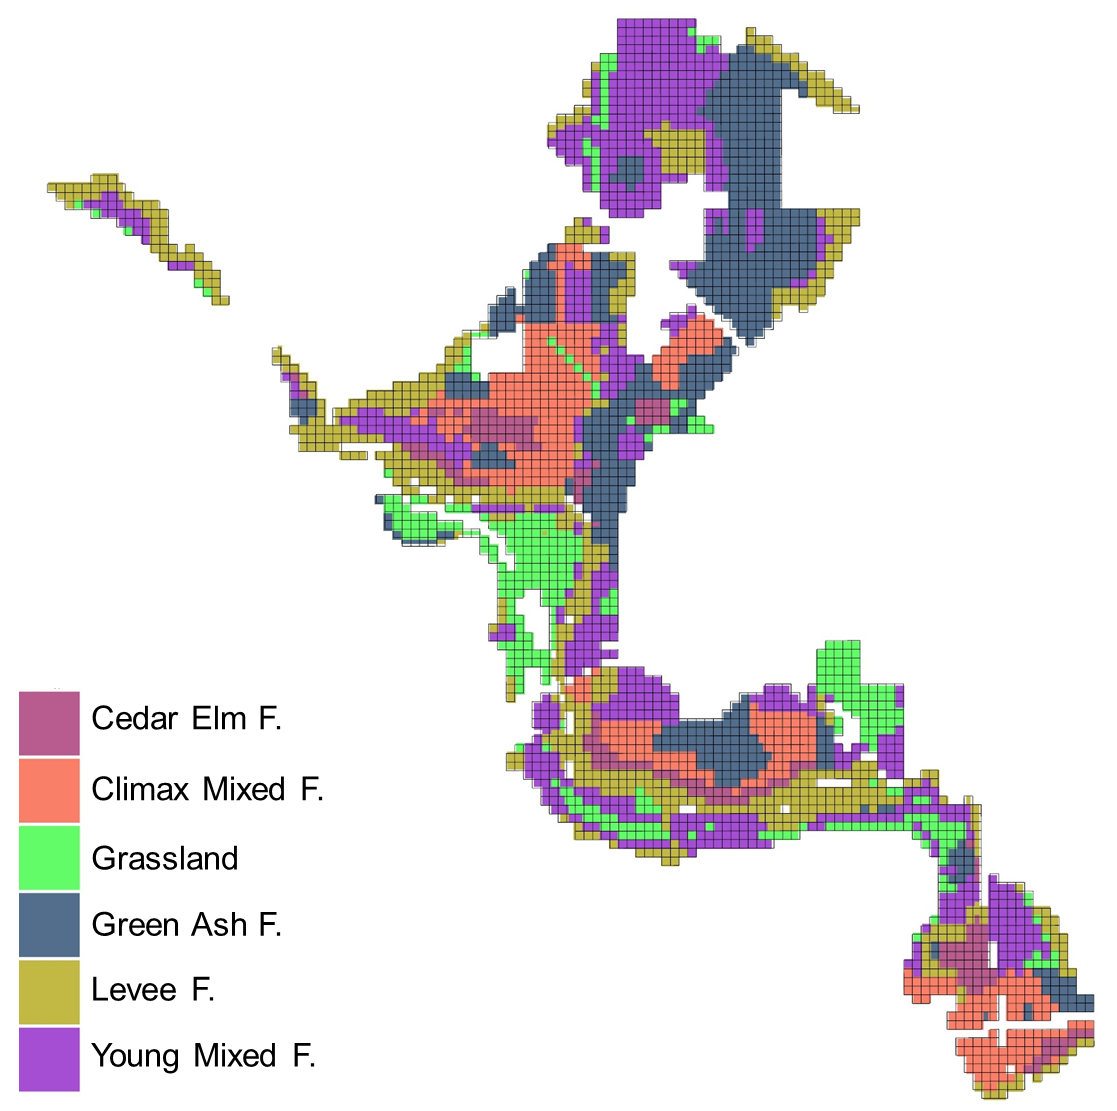 Cedar Elm F.
Climax Mixed F.
Grassland
Green Ash F.
Levee F.
Young Mixed F.